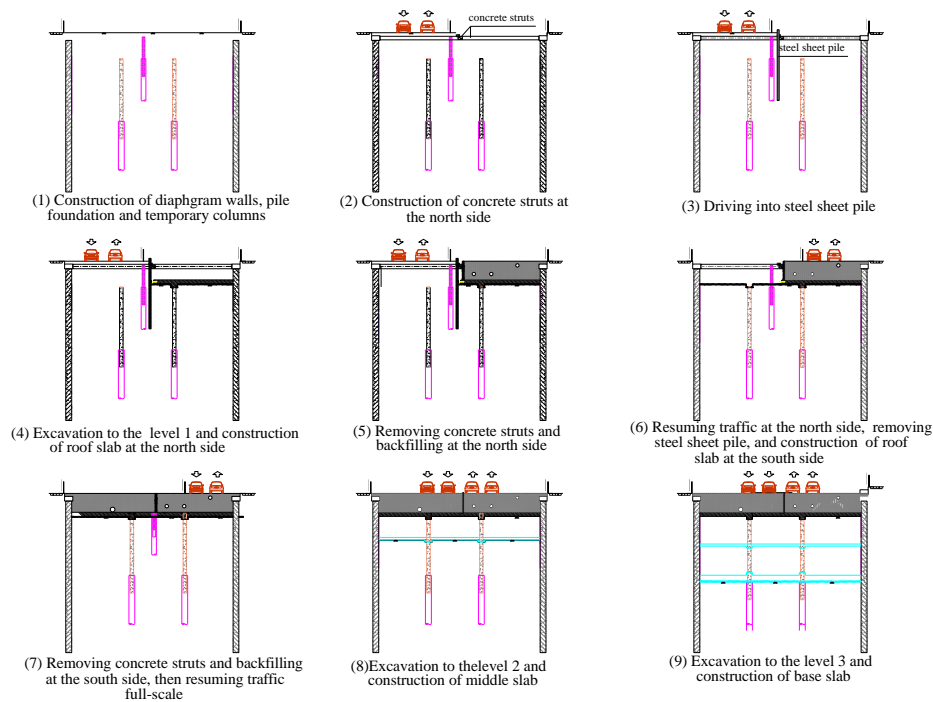 concrete struts
steel sheet pile
(1) Construction of diaphgram walls, pile
foundation and temporary columns
(2) Construction of concrete struts at
the north side
(3) Driving into steel sheet pile
(4) Excavation to the level 1 and construction
of roof slab at the north side
(5) Removing concrete struts and
backfilling at the north side
(6) Resuming traffic at the north side, removing
steel sheet pile, and construction of roof
slab at the south side
(7) Removing concrete struts and backfilling
at the south side, then resuming traffic
full-scale
(8)Excavation to thelevel 2 and
construction of middle slab
(9) Excavation to the level 3 and
construction of base slab